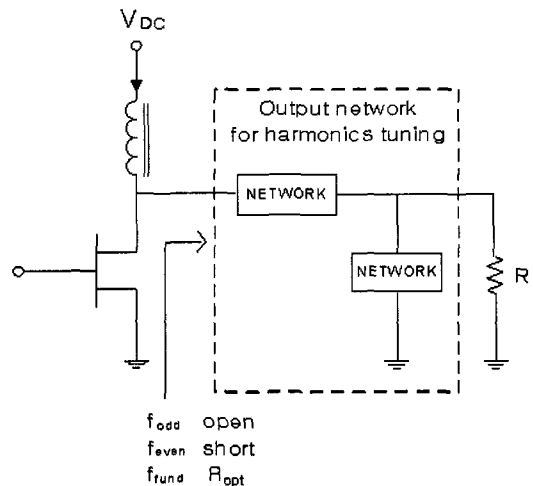 VDC
Output network
for harmonics tuning
NETWORK
NETWORK
R
fodd open
feven short
ffund Ropt